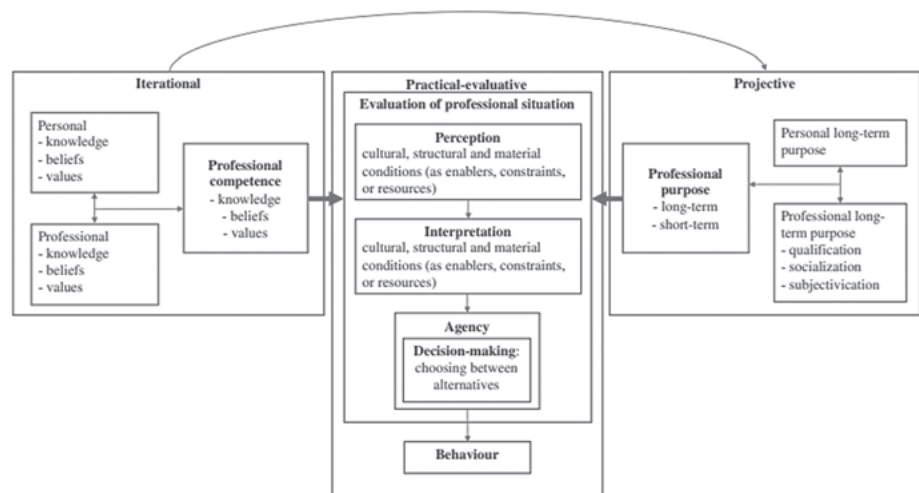 Iterational
Personal
- knowledge
- beliefs
- values
Professional
- knowledge
- beliefs
- values
Professional
competence
- knowledge
- beliefs
- values
Practical-evaluative
Evaluation of professional situation
Perception
cultural, structural and material
conditions (as enablers, constraints,
or resources)
Interpretation
cultural, structural and material
conditions (as enablers, constraints,
or resources)
Agency
Decision-making:
choosing between
alternatives
Behaviour
Projective
Professional
purpose
- long-term
- short-term
Personal long-term
purpose
Professional long-
term purpose
- qualification
- socialization
- subjectivication